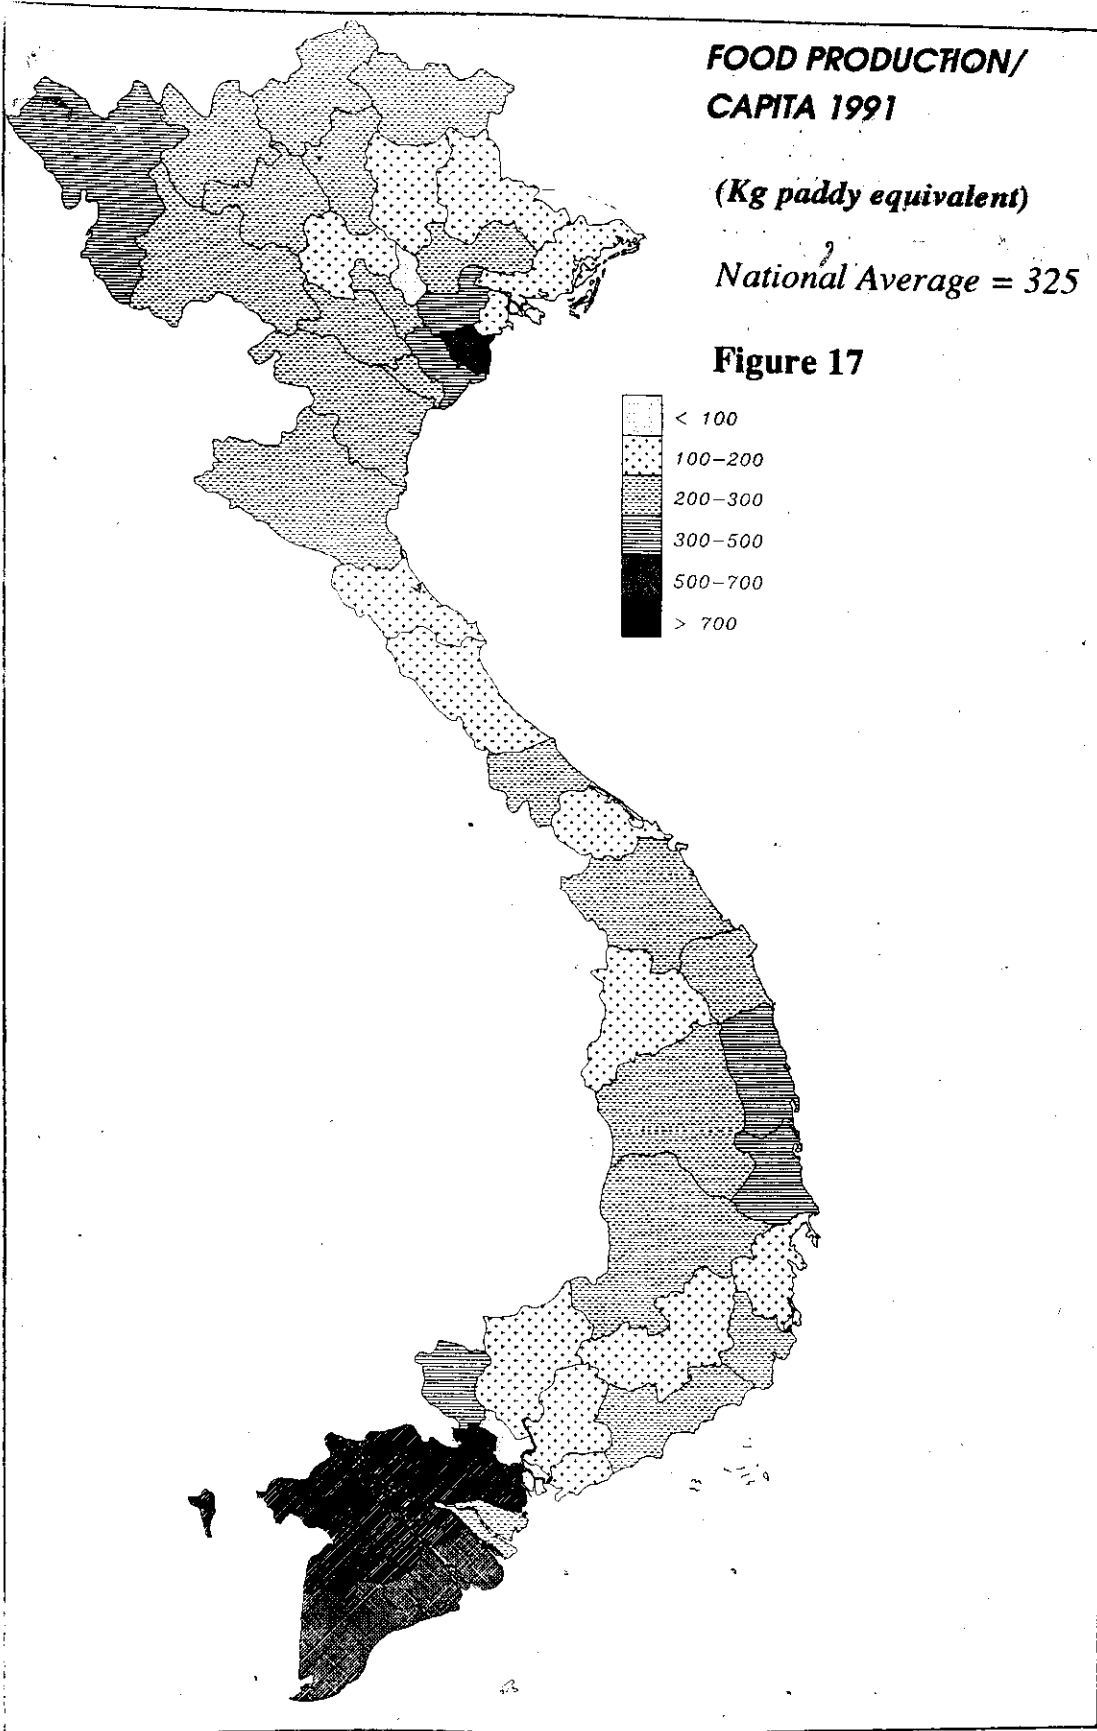 FOOD PRODUCTION/
CAPITA 1991
(Kg paddy equivalent)
National Average = 325
Figure 17
< 100
100-200
200-300
300-500
500-700
> 700